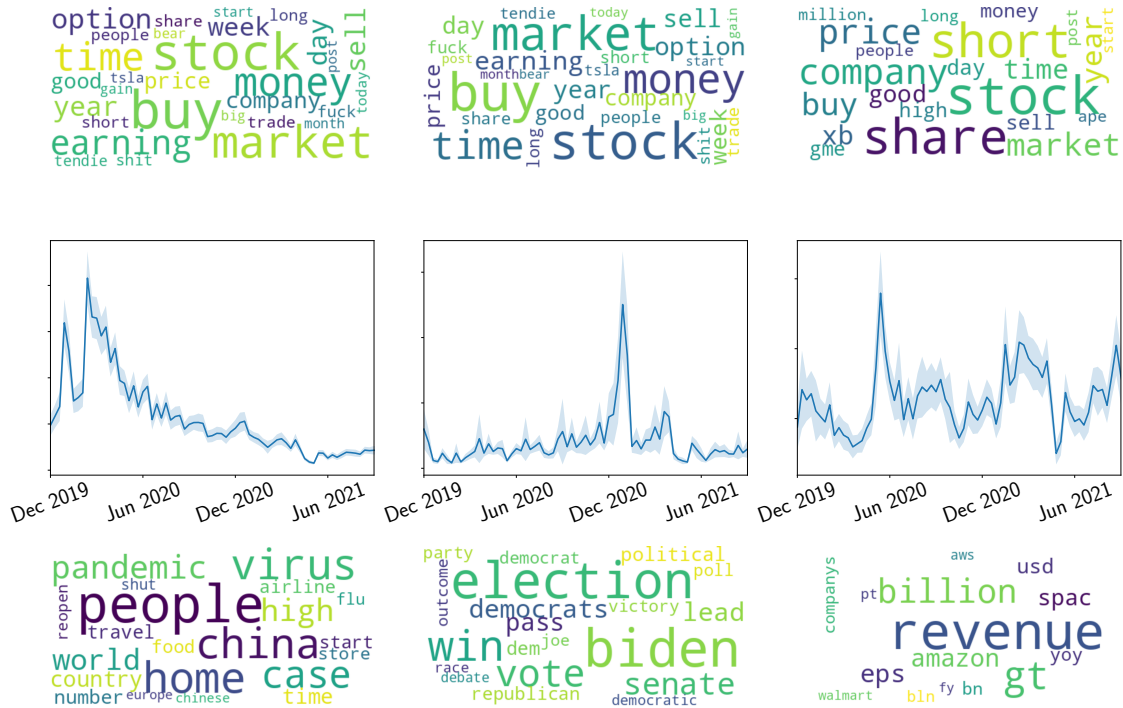 option share week start long
people bear
time stock day post sell
good tsla price money today
gain
year buy company fuck
short big trade month
earning market
tendie shit
tendie today gain
day market sell
fuck short option
post earning start
month bear tsla money
price buy year company
share good people big
time long stock shit week trade
million long money post start
price people short year
company day time
buy good high stock ape
xb share sell market
gme
Dec 2019 Jun 2020 Dec 2020 Jun 2021
Dec 2019 Jun 2020 Dec 2020 Jun 2021
Dec 2019 Jun 2020 Dec 2020 Jun 2021
pandemic virus
shut airline
reopen people high flu
travel
food china start
world store
country home case
number europe chinese time
party democrat political
poll
outcome election
democrats victory lead
pass
win dem joe biden
race
debate vote senate
republican democratic
aws
companys usd
pt billion spac
revenue
amazon yoy
eps gt
fy bn
walmart bln